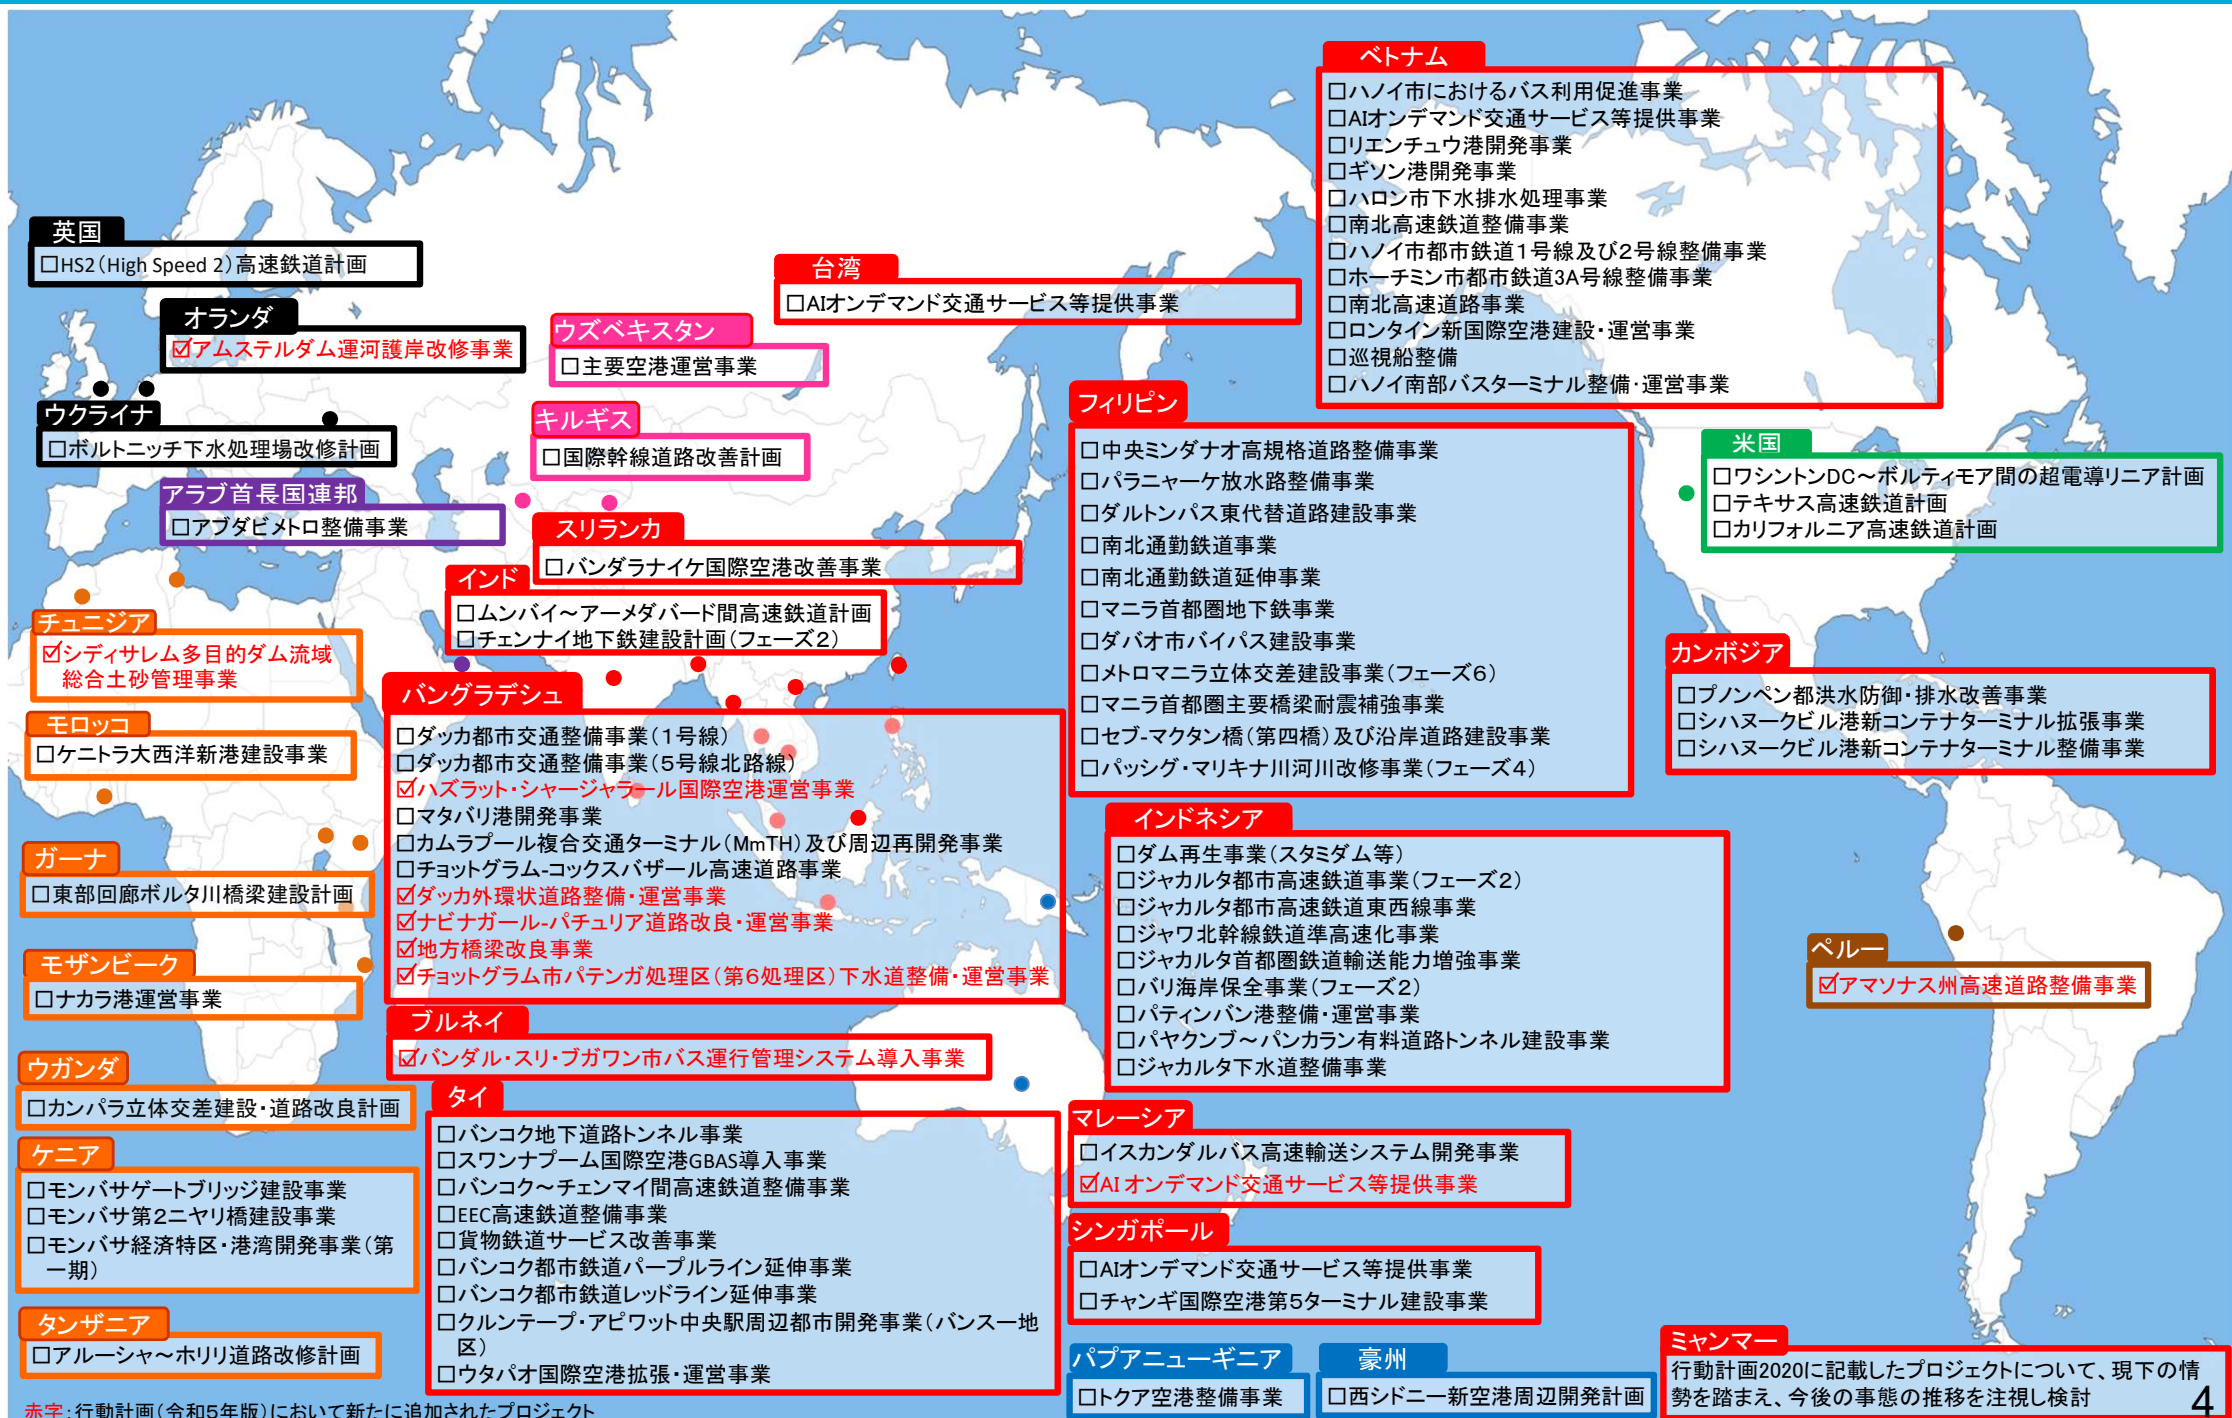 英国
□HS2(High Speed 2)高速鉄道計画
オランダ
☑アムステルダム運河護岸改修事業
ウクライナ
□ボルトニッチ下水処理場改修計画
アラブ首長国連邦
□アブダビメトロ整備事業
ウズベキスタン
□主要空港運営事業
キルギス
□国際幹線道路改善計画
台湾
□AIオンデマンド交通サービス等提供事業
スリランカ
□バンダラナイケ国際空港改善事業
インド
□ムンバイ～アーメダバード間高速鉄道計画
□チェンナイ地下鉄建設計画(フェーズ2)
チュニジア
☑シディサレム多目的ダム流域
総合土砂管理事業
モロッコ
□ケニトラ大西洋新港建設事業
ガーナ
□東部回廊ボルタ川橋梁建設計画
モザンビーク
□ナカラ港運営事業
ウガンダ
□カンパラ立体交差建設・道路改良計画
ケニア
□モンバサゲートブリッジ建設事業
□モンバサ第2ニヤリ橋建設事業
□モンバサ経済特区・港湾開発事業(第
一期)
タンザニア
□アルーシャ～ホリリ道路改修計画
バングラデシュ
□ダッカ都市交通整備事業(1号線)
□ダッカ都市交通整備事業(5号線北路線)
☑ハズラット・シャージャラール国際空港運営事業
□マタバリ港開発事業
□カムラプール複合交通ターミナル(MmTH)及び周辺再開発事業
□チョットグラム-コックスバザール高速道路事業
☑ダッカ外環状道路整備・運営事業
☑ナビナガール-パチュリア道路改良・運営事業
☑地方橋梁改良事業
☑チョットグラム市パテンガ処理区(第6処理区)下水道整備・運営事業
ブルネイ
☑バンダル・スリ・ブガワン市バス運行管理システム導入事業
タイ
□バンコク地下道路トンネル事業
□スワンナプーム国際空港GBAS導入事業
□バンコク～チェンマイ間高速鉄道整備事業
□EEC高速鉄道整備事業
□貨物鉄道サービス改善事業
□バンコク都市鉄道パープルライン延伸事業
□バンコク都市鉄道レッドライン延伸事業
□クルンテープ・アピワット中央駅周辺都市開発事業(バンスー地
区)
□ウタパオ国際空港拡張・運営事業
ベトナム
□ハノイ市におけるバス利用促進事業
□AIオンデマンド交通サービス等提供事業
□リエンチュウ港開発事業
□ギソン港開発事業
□ハロン市下水排水処理事業
□南北高速鉄道整備事業
□ハノイ市都市鉄道1号線及び2号線整備事業
□ホーチミン市都市鉄道3A号線整備事業
□南北高速道路事業
□ロンタイン新国際空港建設・運営事業
□巡視船整備
□ハノイ南部バスターミナル整備・運営事業
フィリピン
□中央ミンダナオ高規格道路整備事業
□パラニャーケ放水路整備事業
□ダルトンパス東代替道路建設事業
□南北通勤鉄道事業
□南北通勤鉄道延伸事業
□マニラ首都圏地下鉄事業
□ダバオ市バイパス建設事業
□メトロマニラ立体交差建設事業(フェーズ6)
□マニラ首都圏主要橋梁耐震補強事業
□セブ-マクタン橋(第四橋)及び沿岸道路建設事業
□パッシグ・マリキナ川河川改修事業(フェーズ4)
米国
□ワシントンDC～ボルティモア間の超電導リニア計画
□テキサス高速鉄道計画
□カリフォルニア高速鉄道計画
カンボジア
□プノンペン都洪水防御・排水改善事業
□シハヌークビル港新コンテナターミナル拡張事業
□シハヌークビル港新コンテナターミナル整備事業
インドネシア
□ダム再生事業(スタミダム等)
□ジャカルタ都市高速鉄道事業(フェーズ2)
□ジャカルタ都市高速鉄道東西線事業
□ジャワ北幹線鉄道準高速化事業
□ジャカルタ首都圏鉄道輸送能力増強事業
□バリ海岸保全事業(フェーズ2)
□パティンバン港整備・運営事業
□パヤクンブ～パンカラン有料道路トンネル建設事業
□ジャカルタ下水道整備事業
ペルー
☑アマソナス州高速道路整備事業
マレーシア
□イスカンダルバス高速輸送システム開発事業
☑AI オンデマンド交通サービス等提供事業
シンガポール
□AIオンデマンド交通サービス等提供事業
□チャンギ国際空港第5ターミナル建設事業
パプアニューギニア
□トクア空港整備事業
豪州
□西シドニー新空港周辺開発計画
ミャンマー
行動計画2020に記載したプロジェクトについて、現下の情
勢を踏まえ、今後の事態の推移を注視し検討
赤字:行動計画(令和5年版)において新たに追加されたプロジェクト
4